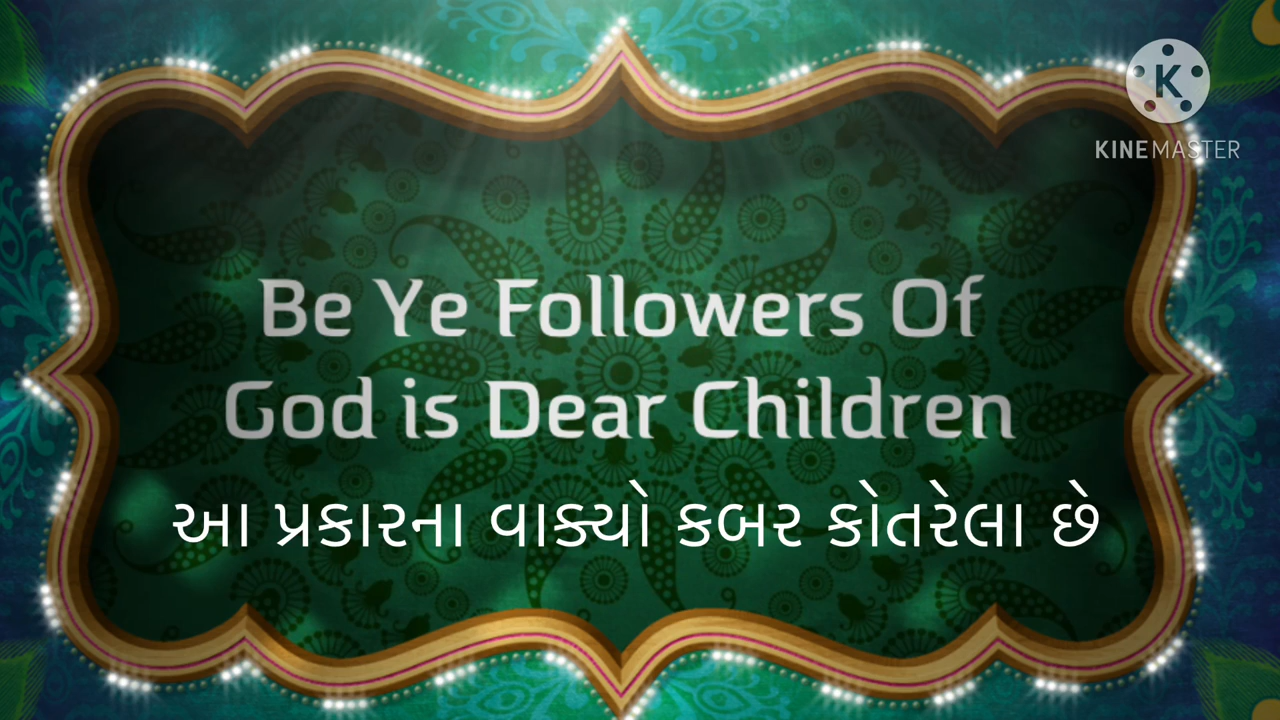 K
KINEMASTER
Be Ye Followers Of
God is Dear Children
આ પ્રકારના વાક્યો કબર કોતરેલા છે